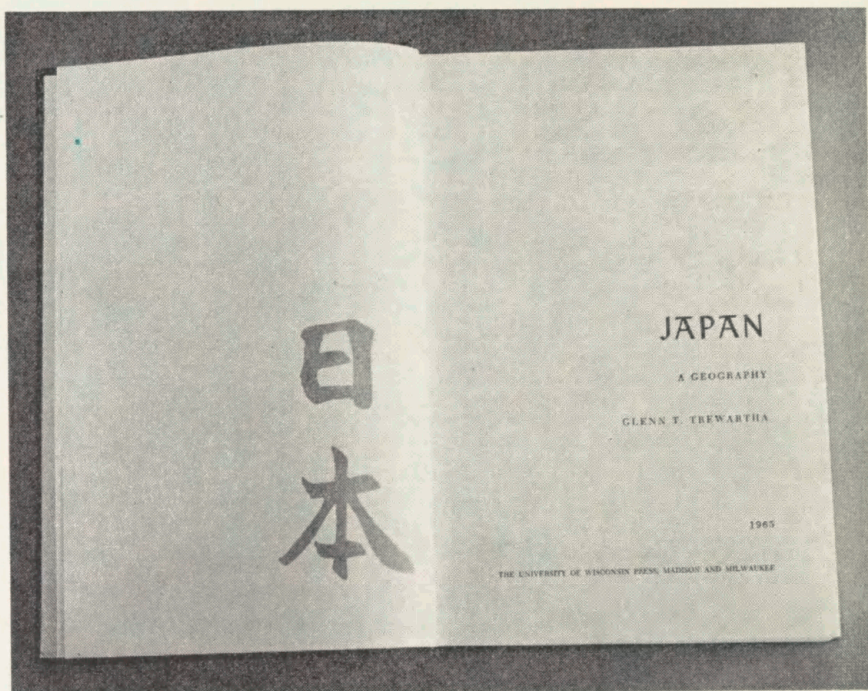 日
本
JAPAN
A GEOGRAPHY
GLENN T. TREWARTHA
1965
THE UNIVERSITY OF WISCONSIN PRESS, MADISON AND MILWAUKEE